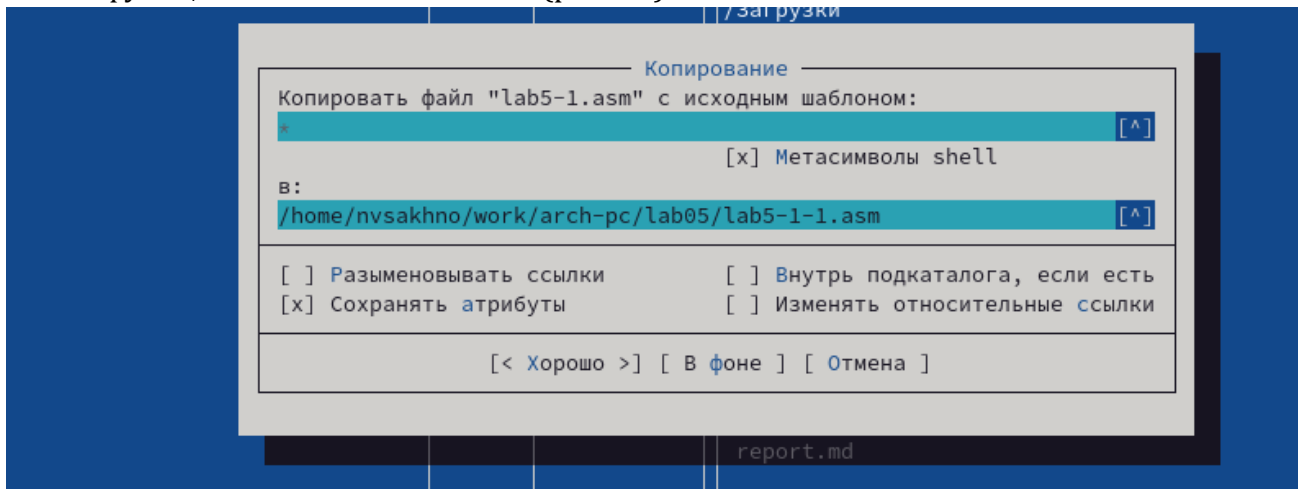 /Загрузки
Копирование
Копировать файл "lab5-1.asm" с исходным шаблоном:
* [^]
[x] Метасимволы shell
в:
/home/nvsakhno/work/arch-pc/lab05/lab5-1-1.asm [^]
[ ] Разыменовывать ссылки [ ] Внутрь подкаталога, если есть
[x] Сохранять атрибуты [ ] Изменять относительные ссылки
[< Хорошо >] [ В фоне ] [ Отмена ]
report.md